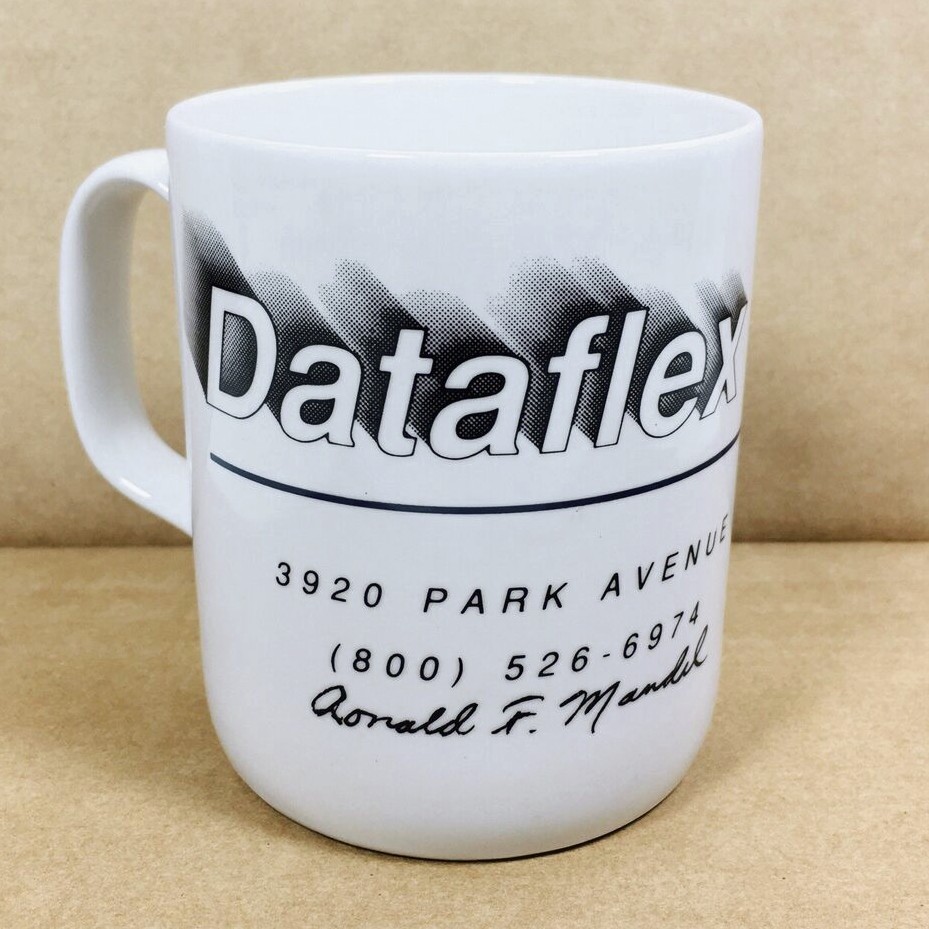 Dataflex
3920 PARK AVENUE
(800) 526-6974
Ronald F. Mandel